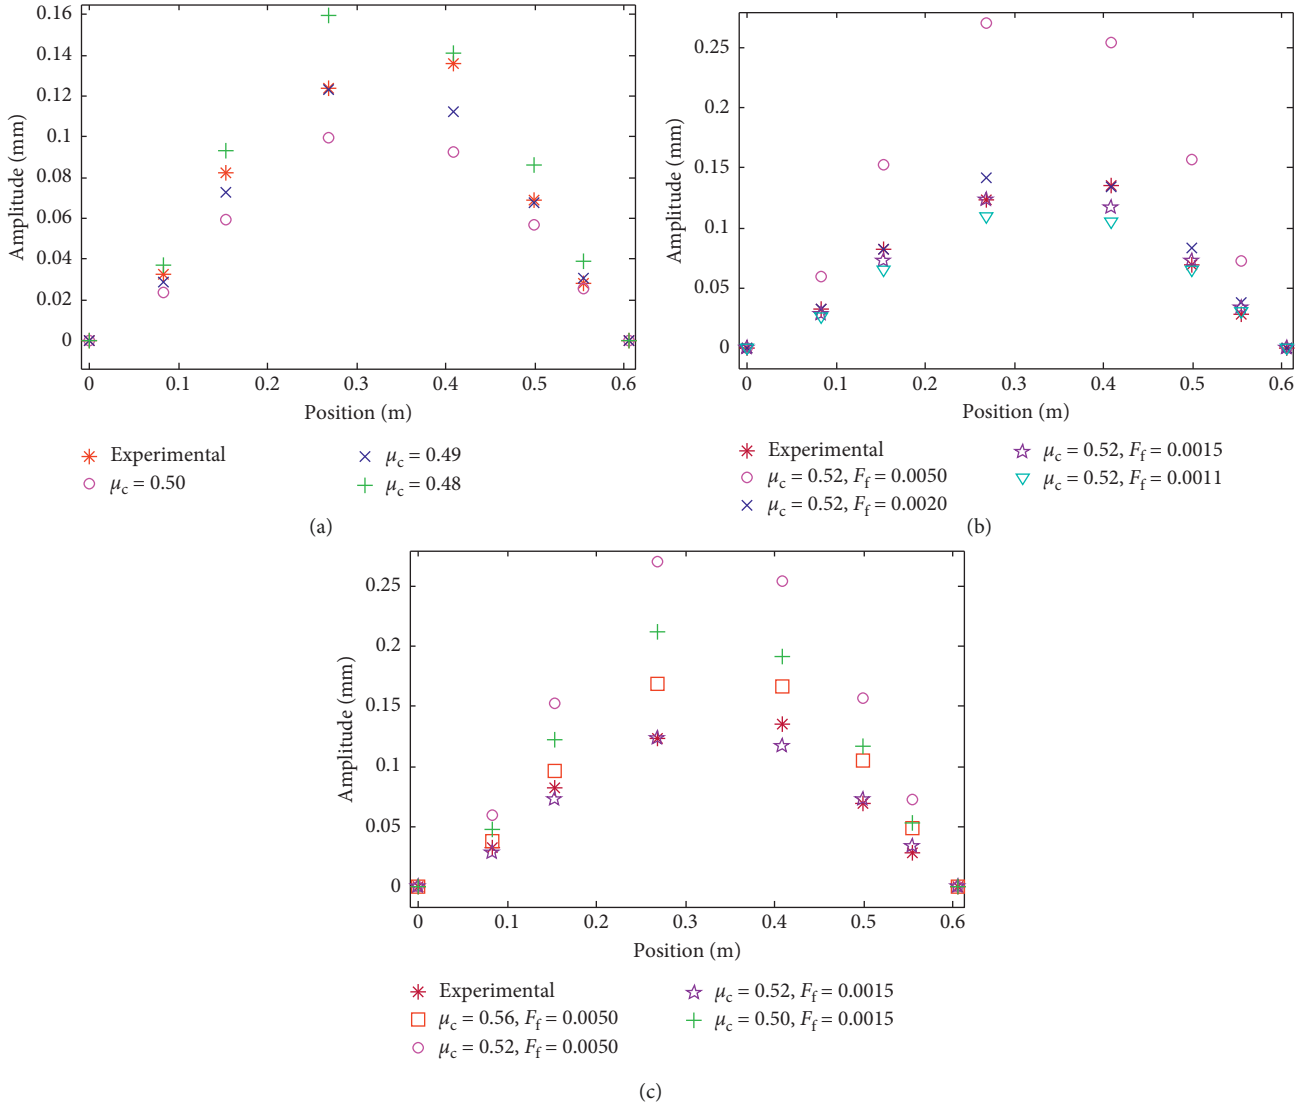 0.16
0.14
0.12
0.1
0.08
0.06
0.04
0.02
0
Amplitude (mm)
0 0.1 0.2 0.3 0.4 0.5 0.6
Position (m)
Experimental
μc = 0.50
μc = 0.49
μc = 0.48
(a)
0.25
0.2
0.15
0.1
0.05
0
Amplitude (mm)
0 0.1 0.2 0.3 0.4 0.5 0.6
Position (m)
Experimental
μc = 0.52, Ff = 0.0050
μc = 0.52, Ff = 0.0020
μc = 0.52, Ff = 0.0015
μc = 0.52, Ff = 0.0011
(b)
0.25
0.2
0.15
0.1
0.05
0
Amplitude (mm)
0 0.1 0.2 0.3 0.4 0.5 0.6
Position (m)
Experimental
μc = 0.56, Ff = 0.0050
μc = 0.52, Ff = 0.0050
μc = 0.52, Ff = 0.0015
μc = 0.50, Ff = 0.0015
(c)